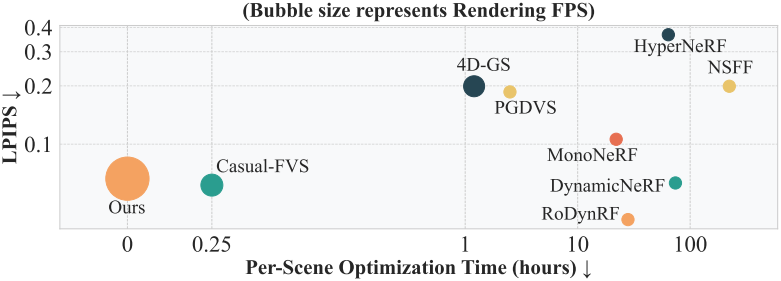 (Bubble size represents Rendering FPS)
LPIPS ↓
0.4
0.3
0.2
0.1
HyperNeRF
4D-GS
NSFF
PGDVS
MonoNeRF
Casual-FVS
DynamicNeRF
Ours
RoDynRF
0
0.25
1
10
100
Per-Scene Optimization Time (hours) ↓